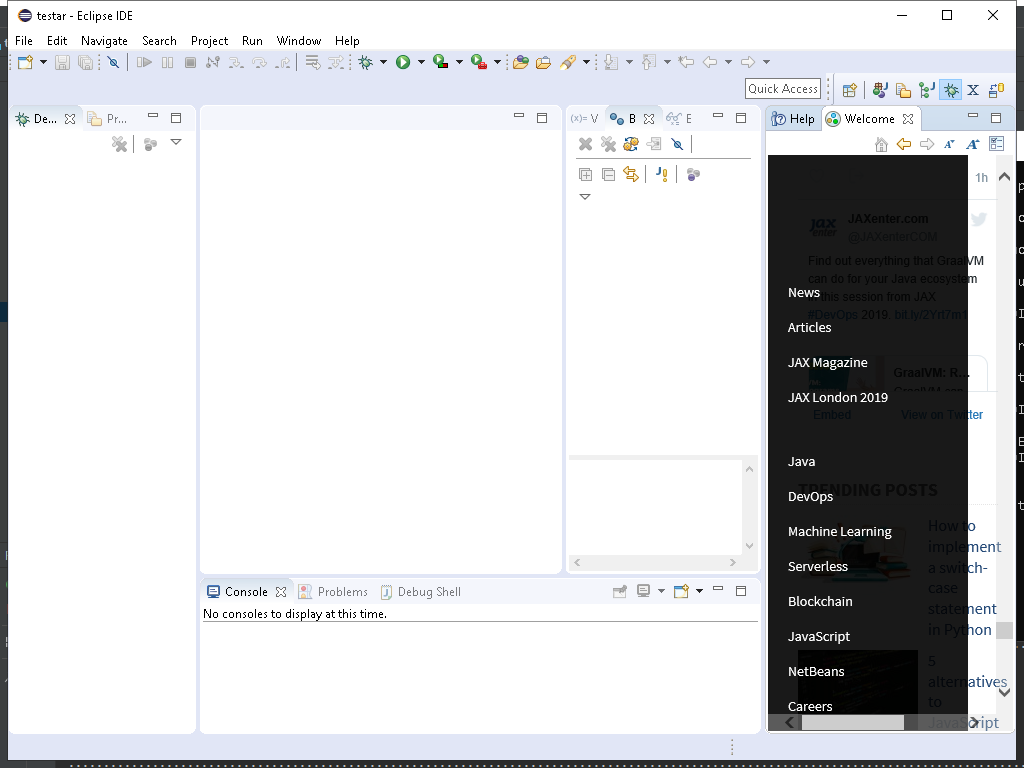 testar - Eclipse IDE
File Edit Navigate Search Project Run Window Help
Quick Access
De... Pr...
(x)= V B E
Help Welcome
1h
JAXenter.com
@JAXenterCOM
Find out everything that GraalVM
can do for your Java ecosystem
in this session from JAX
#DevOps 2019. bit.ly/2Yrt7m1
News
Articles
JAX Magazine
GraalVM: R...
JAX London 2019
Embed View on Twitter
Java
TRENDING POSTS
DevOps
Machine Learning
Serverless
Blockchain
JavaScript
NetBeans
Careers
How to
implement
a switch-
case
statement
in Python
5
alternatives
to
JavaScript
Console Problems Debug Shell
No consoles to display at this time.